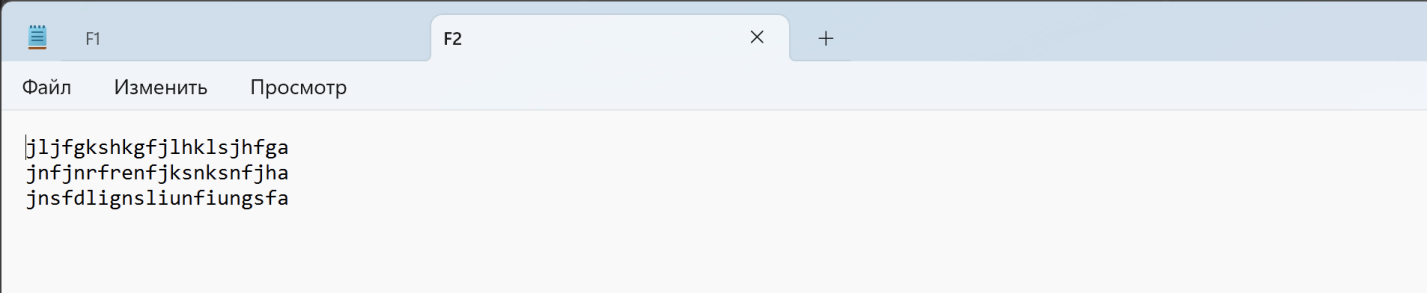 F1
F2
Файл Изменить Просмотр
jljfgkshkgfjlhklsjhfga
jnfjnrfrenfjksnksnfjha
jnsfdlignsliunfiungsfa